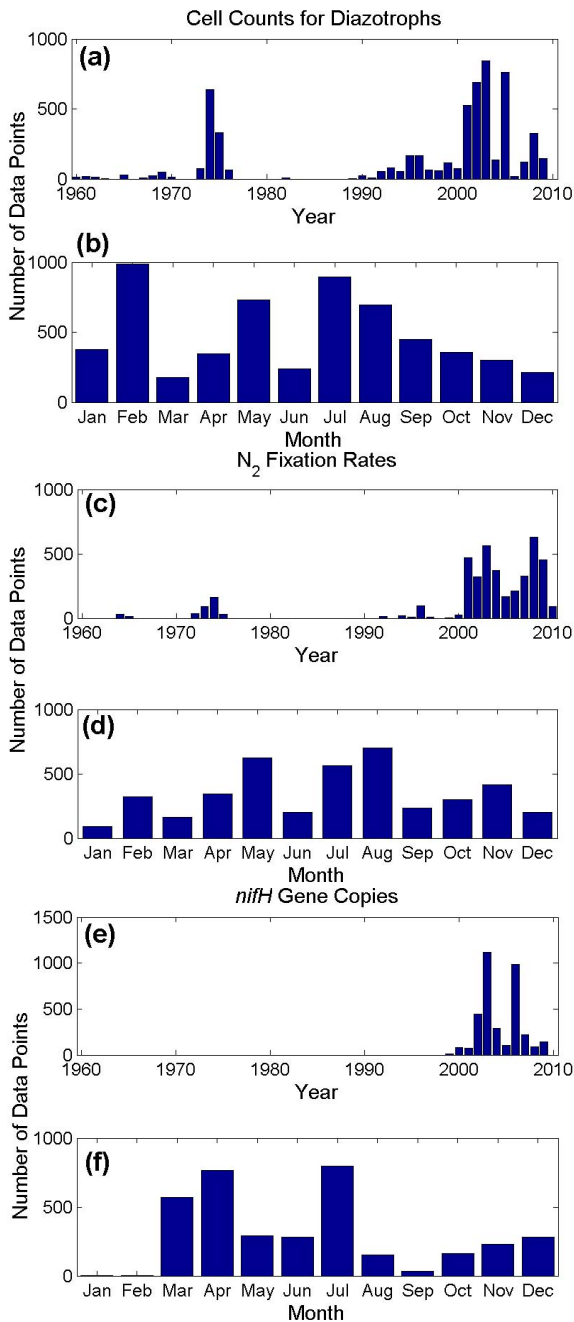 Cell Counts for Diazotrophs
(a)
1000
500
0
1960 1970 1980 1990 2000 2010
Year
Number of Data Points
(b)
1000
500
0
Jan Feb Mar Apr May Jun Jul Aug Sep Oct Nov Dec
Month
N2 Fixation Rates
(c)
1000
500
0
1960 1970 1980 1990 2000 2010
Year
Number of Data Points
(d)
1000
500
0
Jan Feb Mar Apr May Jun Jul Aug Sep Oct Nov Dec
Month
nifH Gene Copies
(e)
1500
1000
500
0
1960 1970 1980 1990 2000 2010
Year
Number of Data Points
(f)
1000
500
0
Jan Feb Mar Apr May Jun Jul Aug Sep Oct Nov Dec
Month